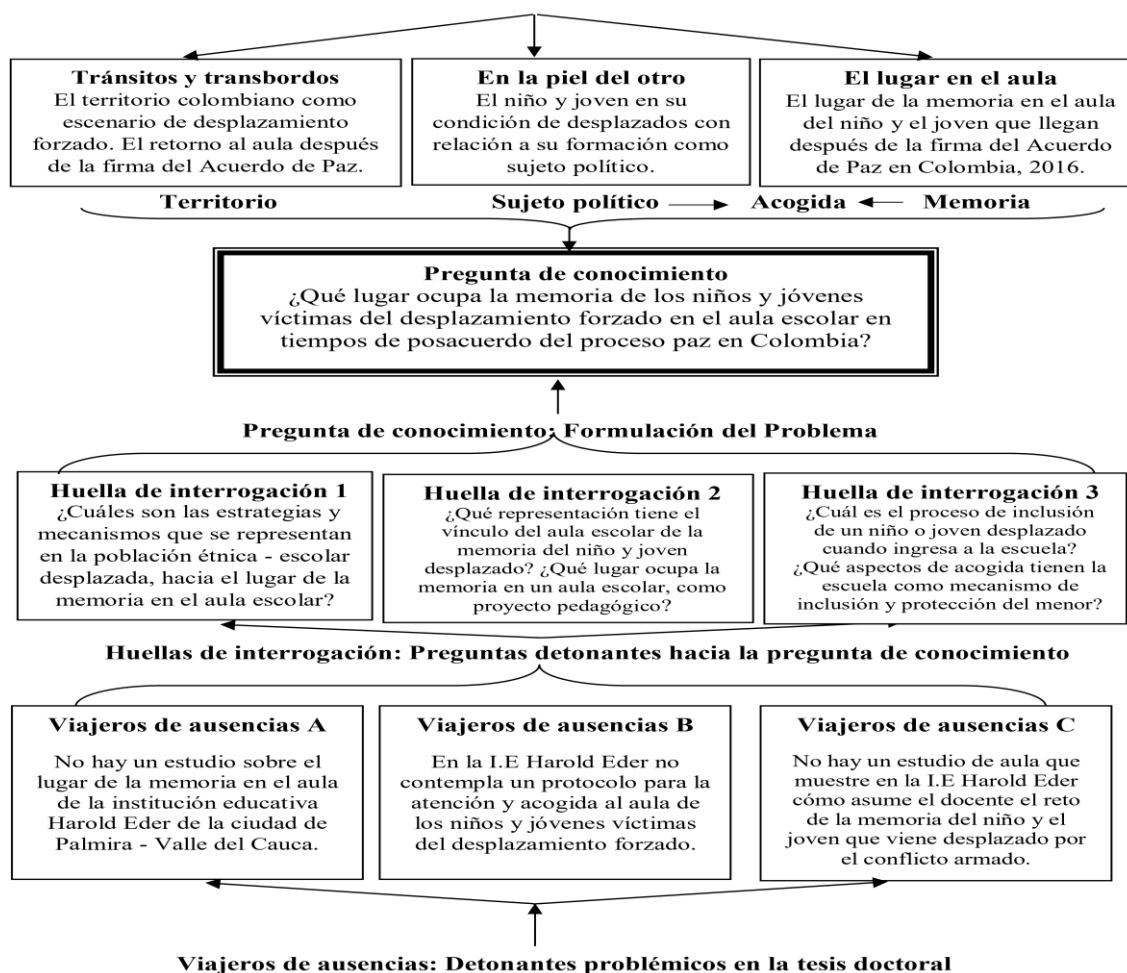 Tránsitos y transbordos
El territorio colombiano como
escenario de desplazamiento
forzado. El retorno al aula después
de la firma del Acuerdo de Paz.
En la piel del otro
El niño y joven en su
condición de desplazados con
relación a su formación como
sujeto político.
El lugar en el aula
El lugar de la memoria en el aula
del niño y el joven que llegan
después de la firma del Acuerdo
de Paz en Colombia, 2016.
Territorio
Sujeto político
Acogida
Memoria
Pregunta de conocimiento
¿Qué lugar ocupa la memoria de los niños y jóvenes
víctimas del desplazamiento forzado en el aula escolar en
tiempos de posacuerdo del proceso paz en Colombia?
Pregunta de conocimiento: Formulación del Problema
Huella de interrogación 1
¿Cuáles son las estrategias y
mecanismos que se representan
en la población étnica - escolar
desplazada, hacia el lugar de la
memoria en el aula escolar?
Huella de interrogación 2
¿Qué representación tiene el
vínculo del aula escolar de la
memoria del niño y joven
desplazado? ¿Qué lugar ocupa la
memoria en un aula escolar, como
proyecto pedagógico?
Huella de interrogación 3
¿Cuál es el proceso de inclusión
de un niño o joven desplazado
cuando ingresa a la escuela?
¿Qué aspectos de acogida tienen la
escuela como mecanismo de
inclusión y protección del menor?
Huellas de interrogación: Preguntas detonantes hacia la pregunta de conocimiento
Viajeros de ausencias A
No hay un estudio sobre el
lugar de la memoria en el aula
de la institución educativa
Harold Eder de la ciudad de
Palmira - Valle del Cauca.
Viajeros de ausencias B
En la I.E Harold Eder no
contempla un protocolo para la
atención y acogida al aula de
los niños y jóvenes víctimas
del desplazamiento forzado.
Viajeros de ausencias C
No hay un estudio de aula que
muestre en la I.E Harold Eder
cómo asume el docente el reto
de la memoria del niño y el
joven que viene desplazado por
el conflicto armado.
Viajeros de ausencias: Detonantes problémicos en la tesis doctoral